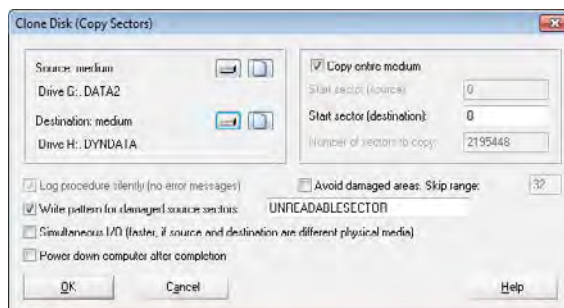 Clone Disk (Copy Sectors)
Source: medium
Drive G:. DATA2
Destination: medium
Drive H:. DYNDATA
Copy entire medium
Start sector (source): 0
Start sector (destination): 0
Number of sectors to copy: 2195448
Log procedure silently (no error messages)
Avoid damaged areas. Skip range: 32
Write pattern for damaged source sectors: UNREADABLESECTOR
Simultaneous I/O (faster, if source and destination are different physical media)
Power down computer after completion
OK Cancel Help